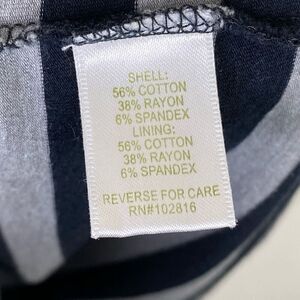 SHELL:
56% COTTON
38% RAYON
6% SPANDEX
LINING:
56% COTTON
38% RAYON
6% SPANDEX
REVERSE FOR CARE
RN#102816